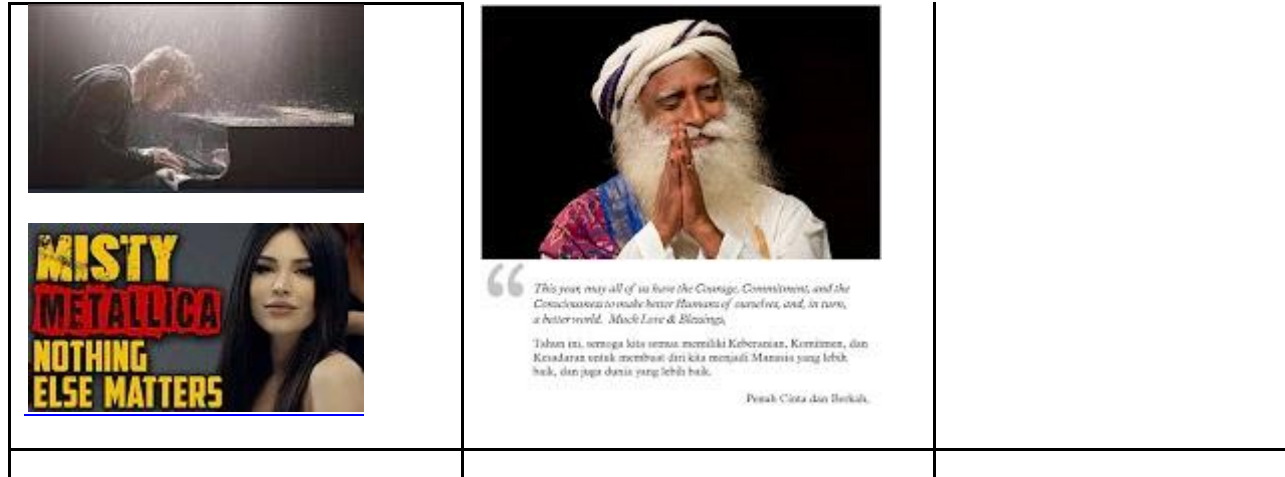 MISTY
METALLICA
NOTHING
ELSE MATTERS
“
This year, may all of us have the Courage, Commitment, and the
Consciousness to make better Humans of ourselves, and, in turn,
a better world. Much Love & Blessings,
Tahun ini, semoga kita semua memiliki Keberanian, Komitmen, dan
Kesadaran untuk membuat diri kita menjadi Manusia yang lebih
baik, dan juga dunia yang lebih baik.
Penuh Cinta dan Berkah,